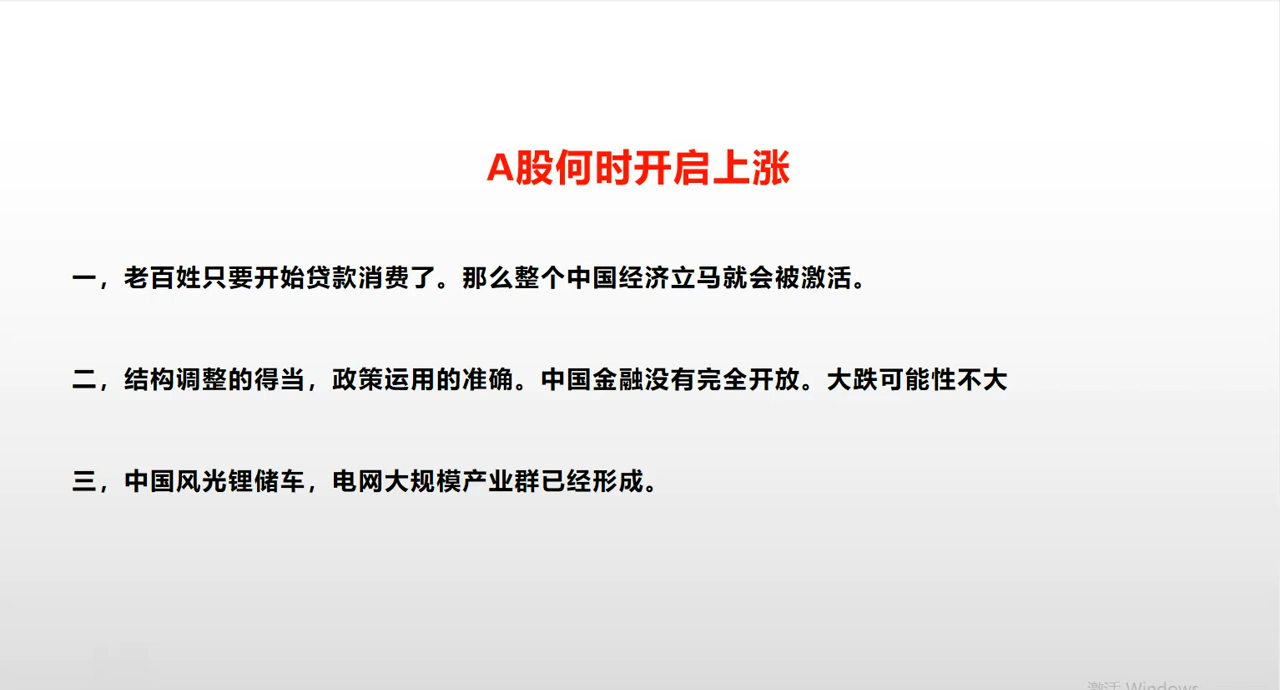 A股何时开启上涨
一，老百姓只要开始贷款消费了。那么整个中国经济立马就会被激活。
二，结构调整的得当，政策运用的准确。中国金融没有完全开放。大跌可能性不大
三，中国风光锂储车，电网大规模产业群已经形成。
激活 Windows